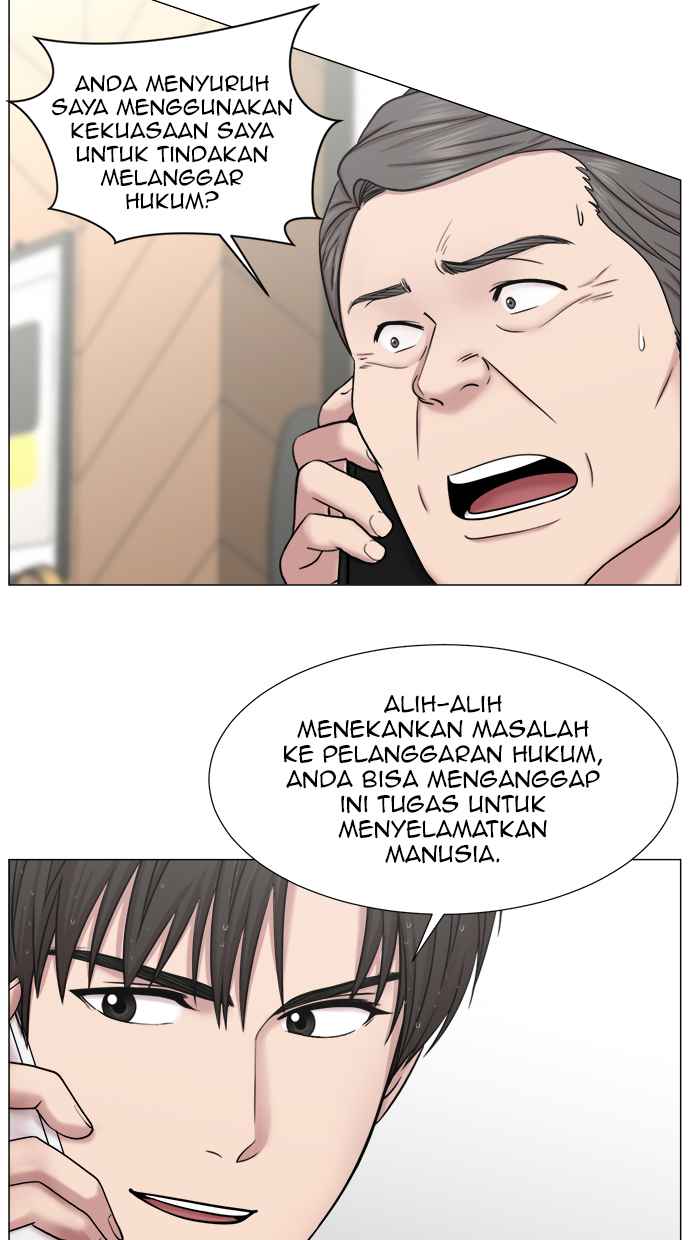 ANDA MENYURUH
SAYA MENGGUNAKAN
KEKUASAAN SAYA
UNTUK TINDAKAN
MELANGGAR
HUKUM?
ALIH-ALIH
MENEKANKAN MASALAH
KE PELANGGARAN HUKUM,
ANDA BISA MENGANGGAP
INI TUGAS UNTUK
MENYELAMATKAN
MANUSIA.